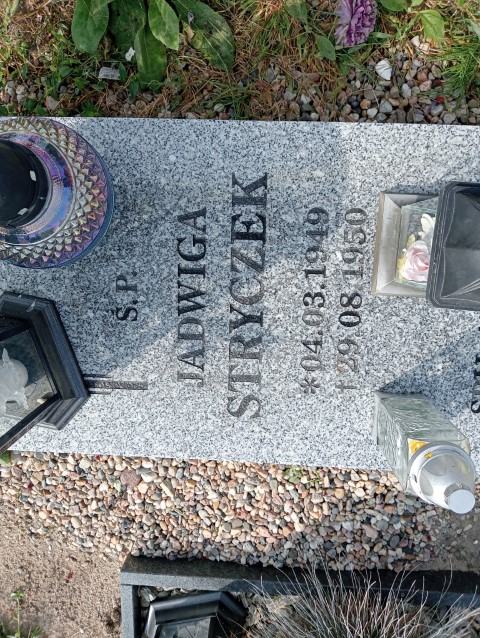 Ś.P.
JADWIGA
STRYCZEK
*04.03.1949
†29.08.1950